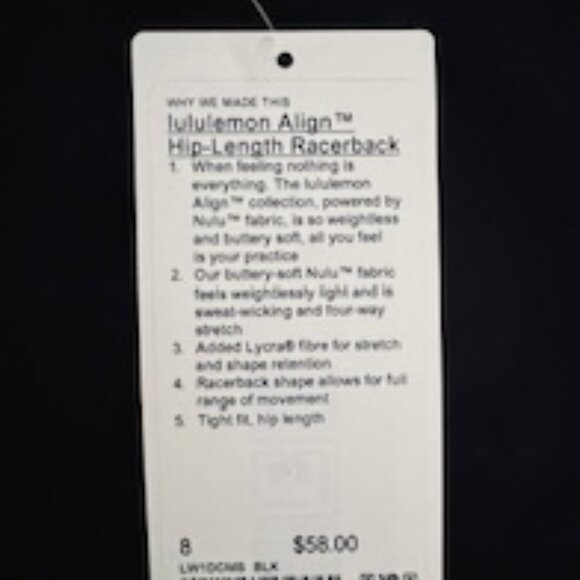 WHY WE MADE THIS
lululemon Align™
Hip-Length Racerback
1. When feeling nothing is
everything. The lululemon
Align™ collection, powered by
Nulu™ fabric, is so weightless
and buttery soft, all you feel
is your practice
2. Our buttery-soft Nulu™ fabric
feels weightlessly light and is
sweat-wicking and four-way
stretch
3. Added Lycra® fibre for stretch
and shape retention
4. Racerback shape allows for full
range of movement
5. Tight fit, hip length
8 $58.00
LW1DCMS BLK